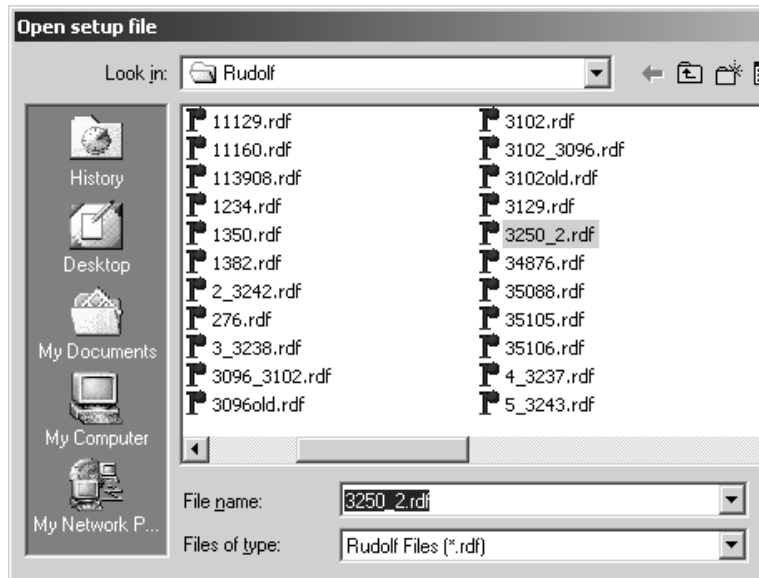 Open setup file
Look in: Rudolf
History
Desktop
My Documents
My Computer
My Network P...
11129.rdf
11160.rdf
113908.rdf
1234.rdf
1350.rdf
1382.rdf
2_3242.rdf
276.rdf
3_3238.rdf
3096_3102.rdf
3096old.rdf
3102.rdf
3102_3096.rdf
3102old.rdf
3129.rdf
3250_2.rdf
34876.rdf
35088.rdf
35105.rdf
35106.rdf
4_3237.rdf
5_3243.rdf
File name: 3250_2.rdf
Files of type: Rudolf Files (*.rdf)